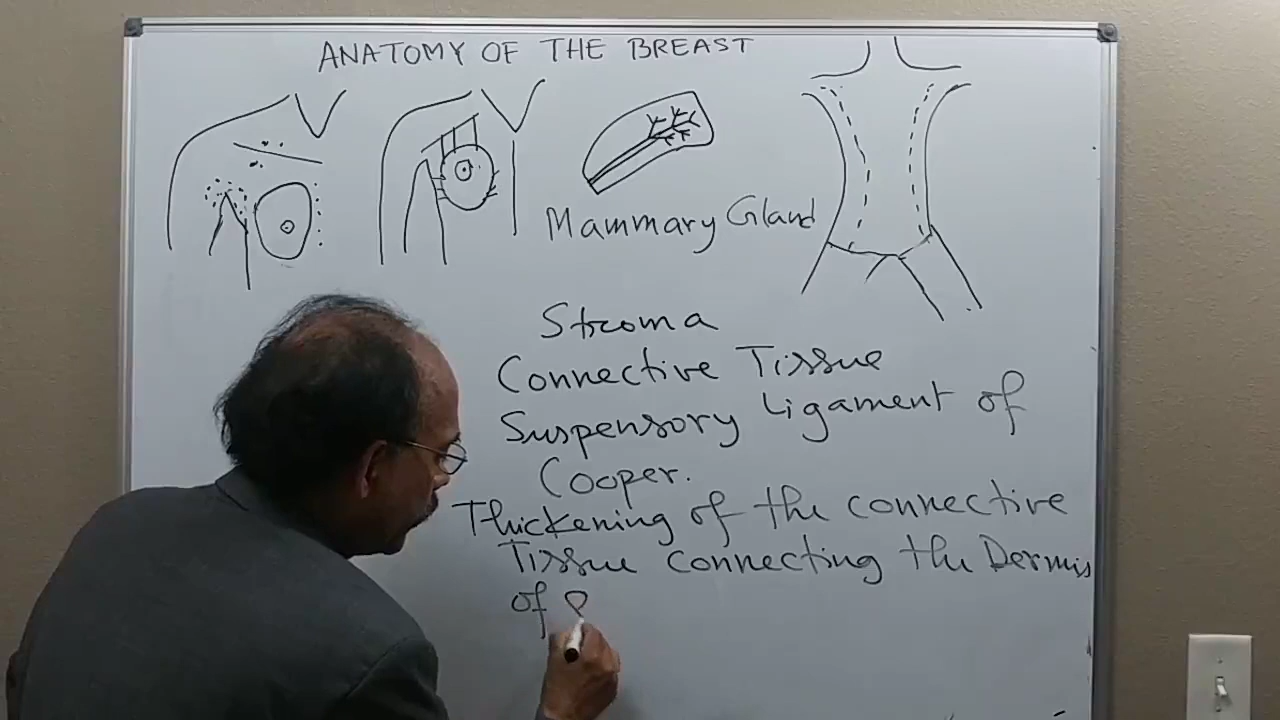 ANATOMY OF THE BREAST
Mammary Gland
Stroma
Connective Tissue
Suspensory Ligament of
Cooper.
Thickening of the connective
Tissue connecting the Dermis
of